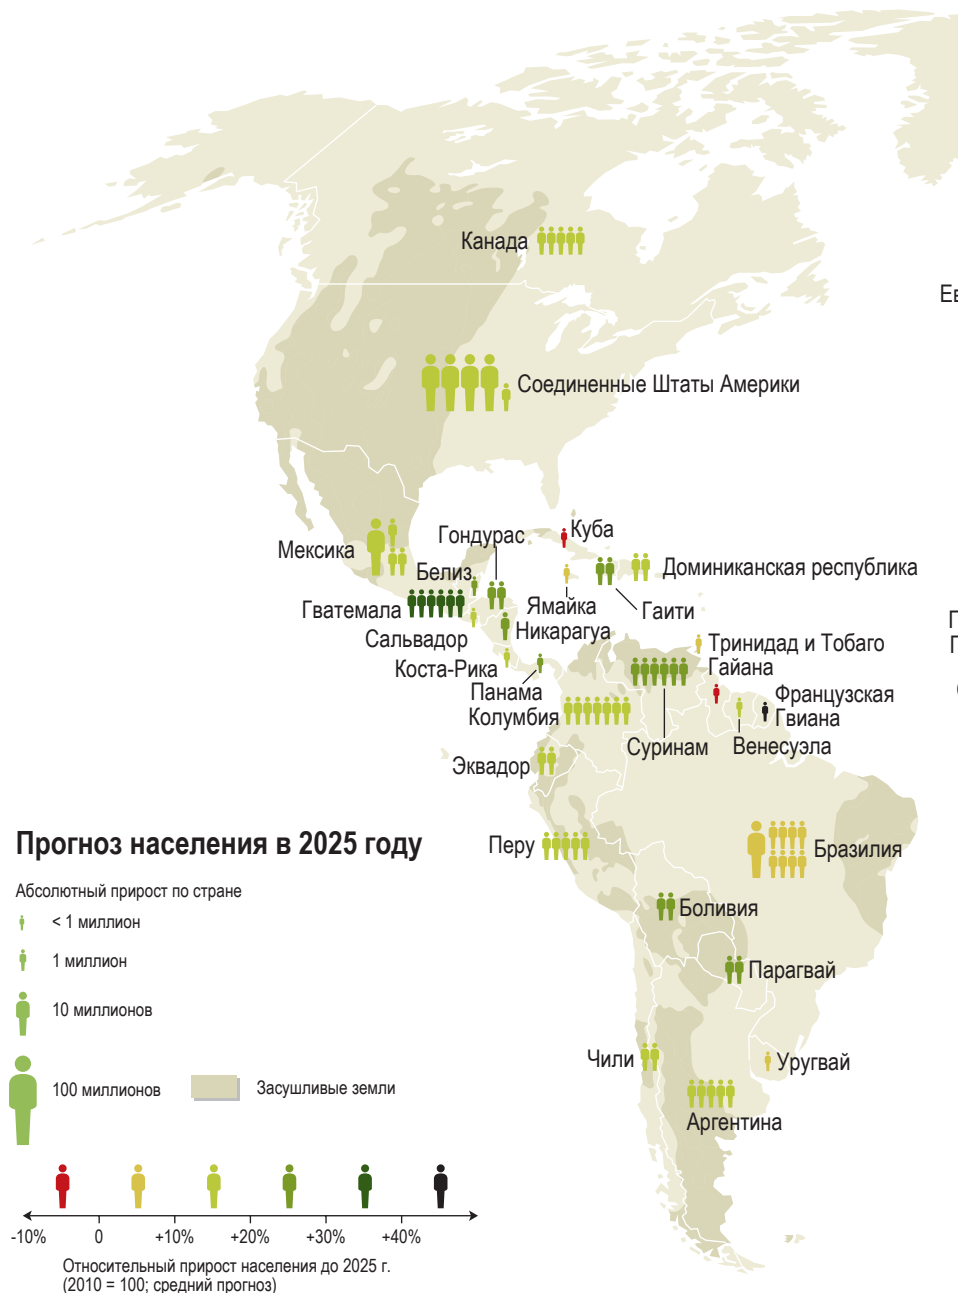 Канада
Ев
Соединенные Штаты Америки
Куба
Гондурас
Мексика
Доминиканская республика
Белиз
Гватемала
Ямайка
Гаити
Никарагуа
Сальвадор
Тринидад и Тобаго
Коста-Рика
Гайана
Панама
Французская
Гвиана
Колумбия
Суринам
Венесуэла
Эквадор
Перу
Бразилия
Боливия
Парагвай
Чили
Уругвай
Аргентина
Прогноз населения в 2025 году
Абсолютный прирост по стране
< 1 миллион
1 миллион
10 миллионов
100 миллионов
Засушливые земли
-10%
0
+10%
+20%
+30%
+40%
Относительный прирост населения до 2025 г.
(2010 = 100; средний прогноз)